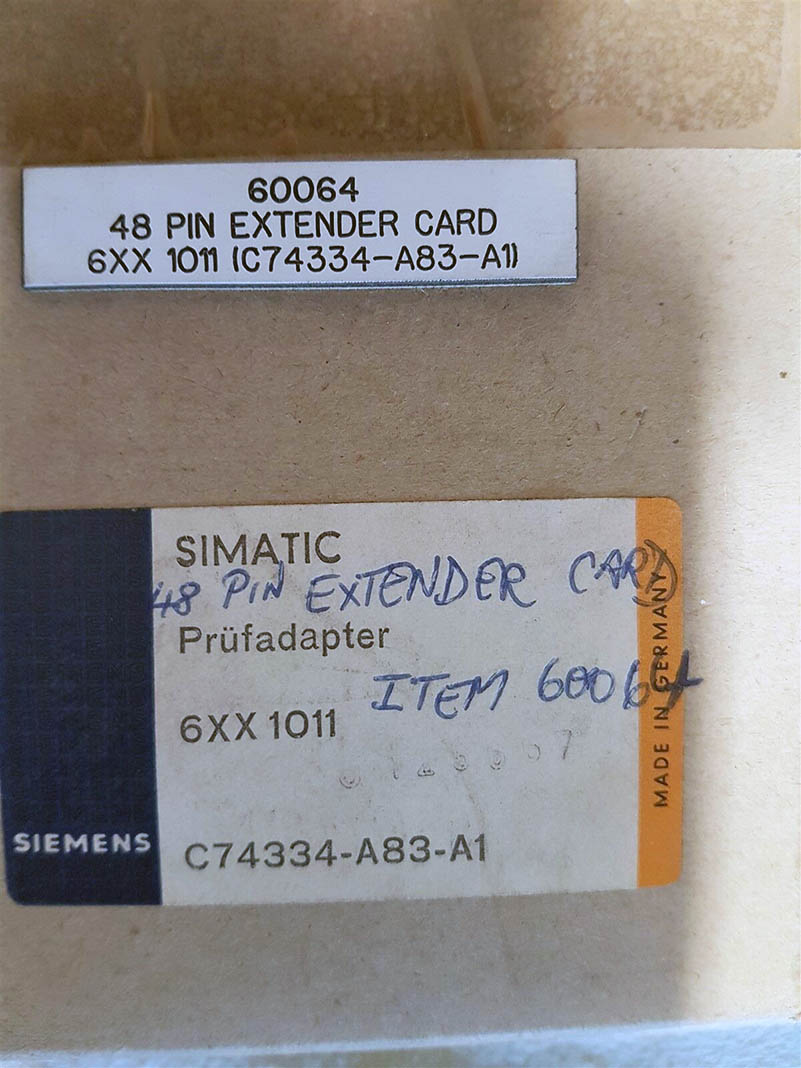 60064
48 PIN EXTENDER CARD
6XX 1011 (C74334-A83-A1)
SIMATIC
48 PIN EXTENDER CARD
Prüfadapter
ITEM 60064
6XX 1011
C74334-A83-A1
SIEMENS
MADE IN GERMANY